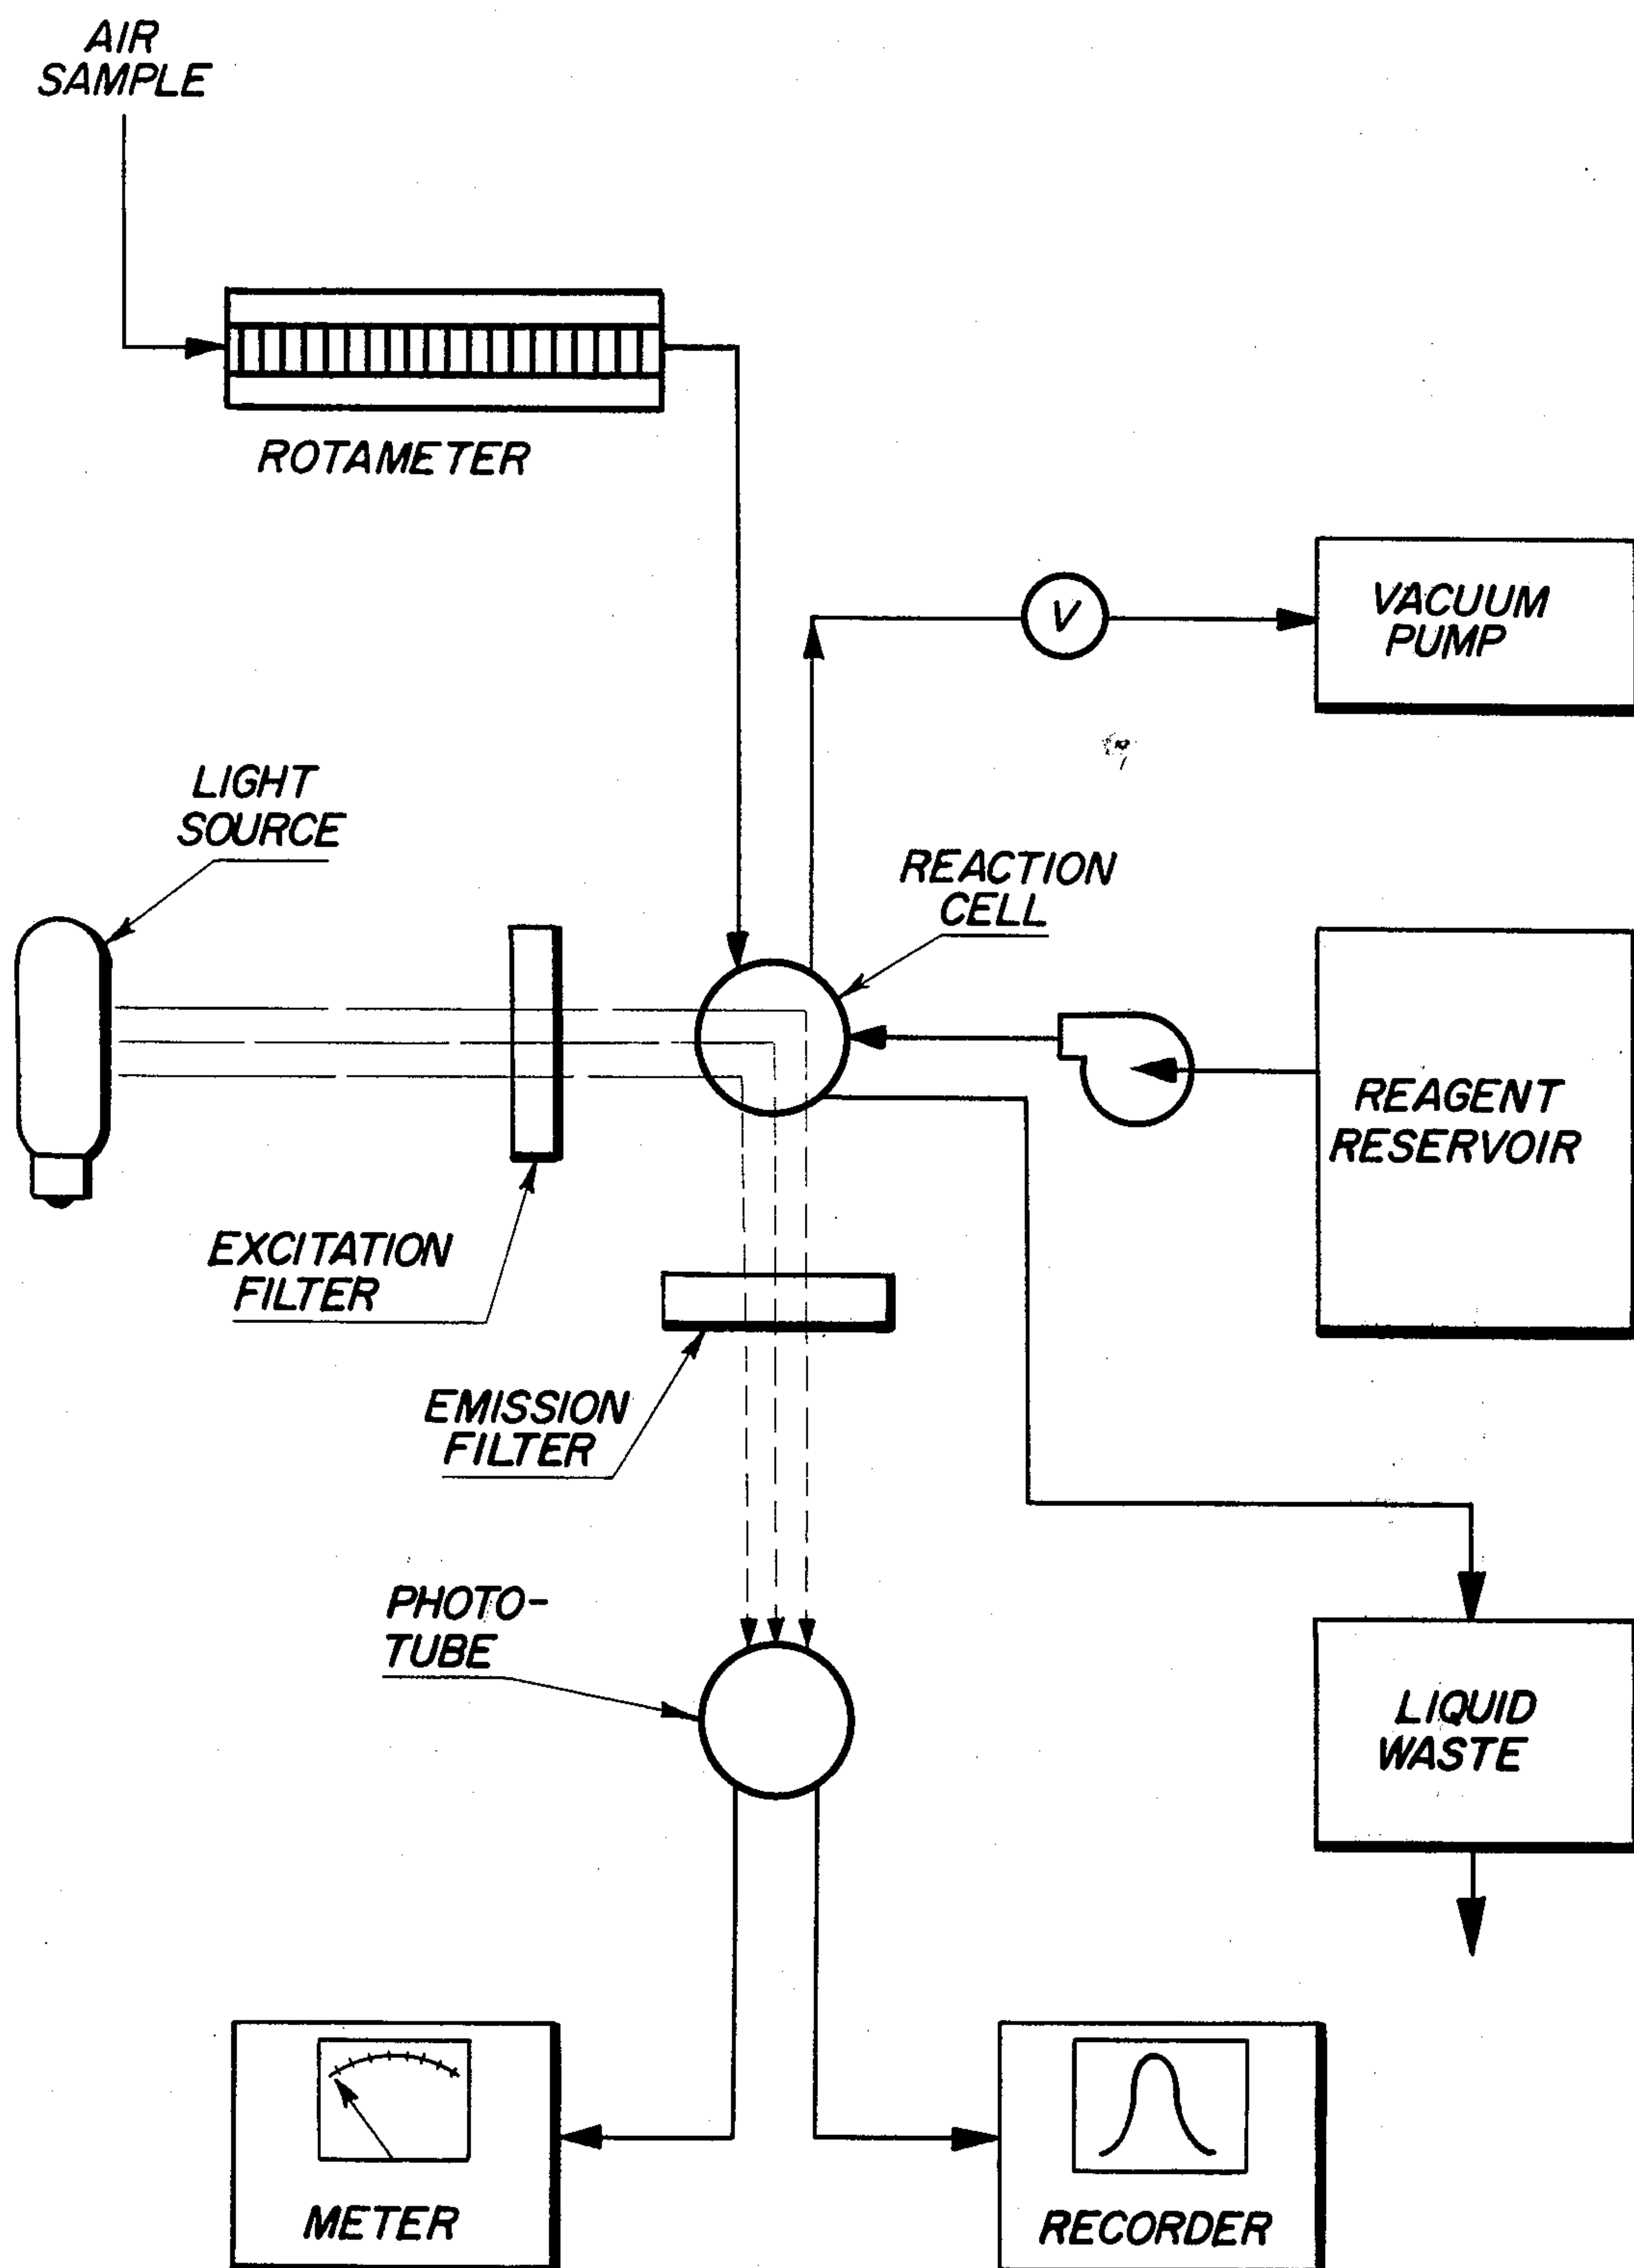 AIR
SAMPLE
ROTAMETER
V
VACUUM
PUMP
LIGHT
SOURCE
REACTION
CELL
REAGENT
RESERVOIR
EXCITATION
FILTER
EMISSION
FILTER
PHOTO-
TUBE
LIQUID
WASTE
METER
RECORDER